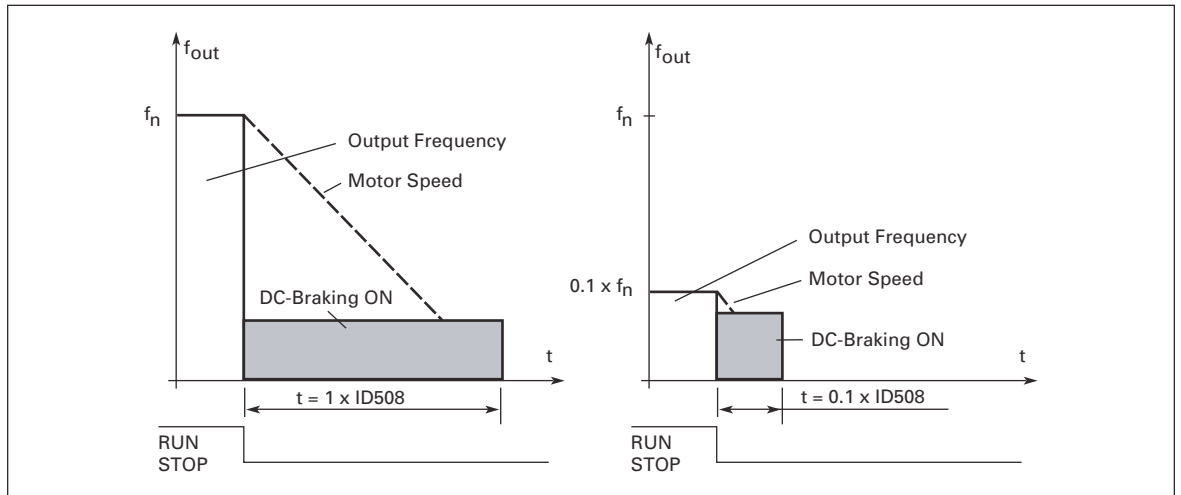 fout
fn
Output Frequency
Motor Speed
DC-Braking ON
t
t = 1 x ID508
RUN
STOP
fout
fn
Output Frequency
0.1 x fn
Motor Speed
DC-Braking ON
t
t = 0.1 x ID508
RUN
STOP